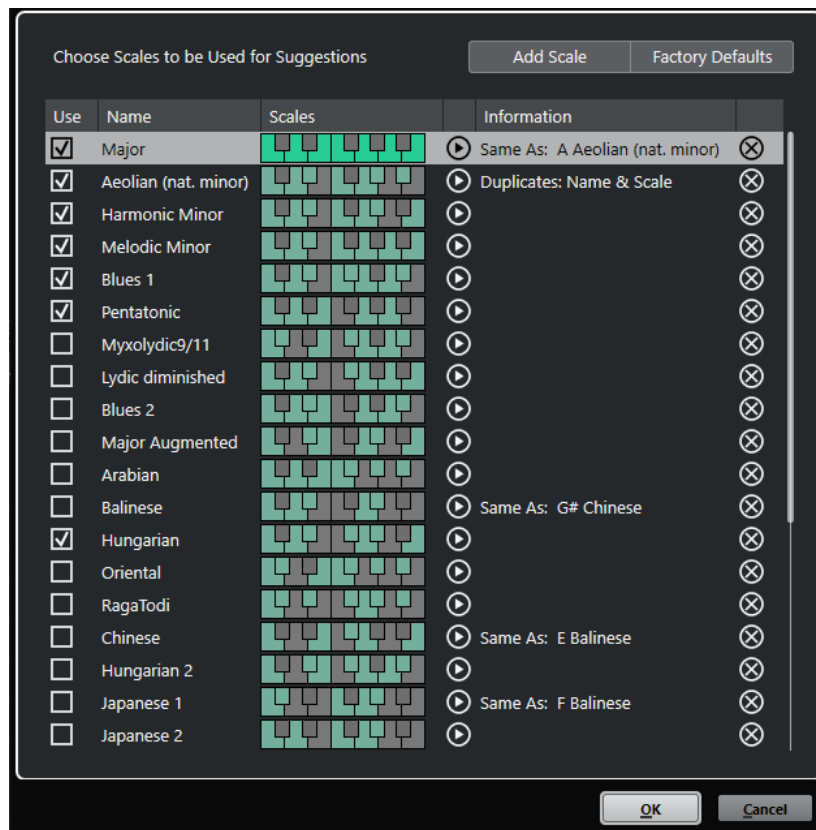 Choose Scales to be Used for Suggestions Add Scale Factory Defaults
Use Name Scales Information
Major Same As: A Aeolian (nat. minor)
Aeolian (nat. minor) Duplicates: Name & Scale
Harmonic Minor
Melodic Minor
Blues 1
Pentatonic
Myxolydic9/11
Lydic diminished
Blues 2
Major Augmented
Arabian
Balinese Same As: G# Chinese
Hungarian
Oriental
RagaTodi
Chinese Same As: E Balinese
Hungarian 2
Japanese 1 Same As: F Balinese
Japanese 2
OK Cancel